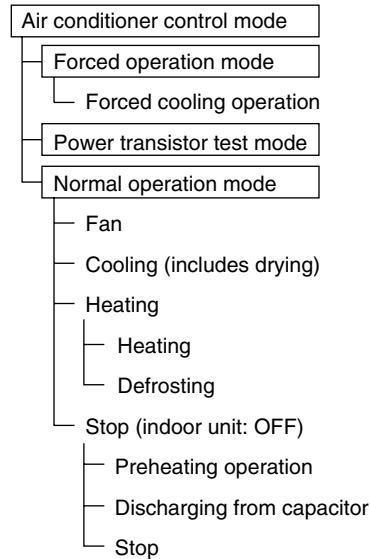 Air conditioner control mode
Forced operation mode
Forced cooling operation
Power transistor test mode
Normal operation mode
Fan
Cooling (includes drying)
Heating
Heating
Defrosting
Stop (indoor unit: OFF)
Preheating operation
Discharging from capacitor
Stop